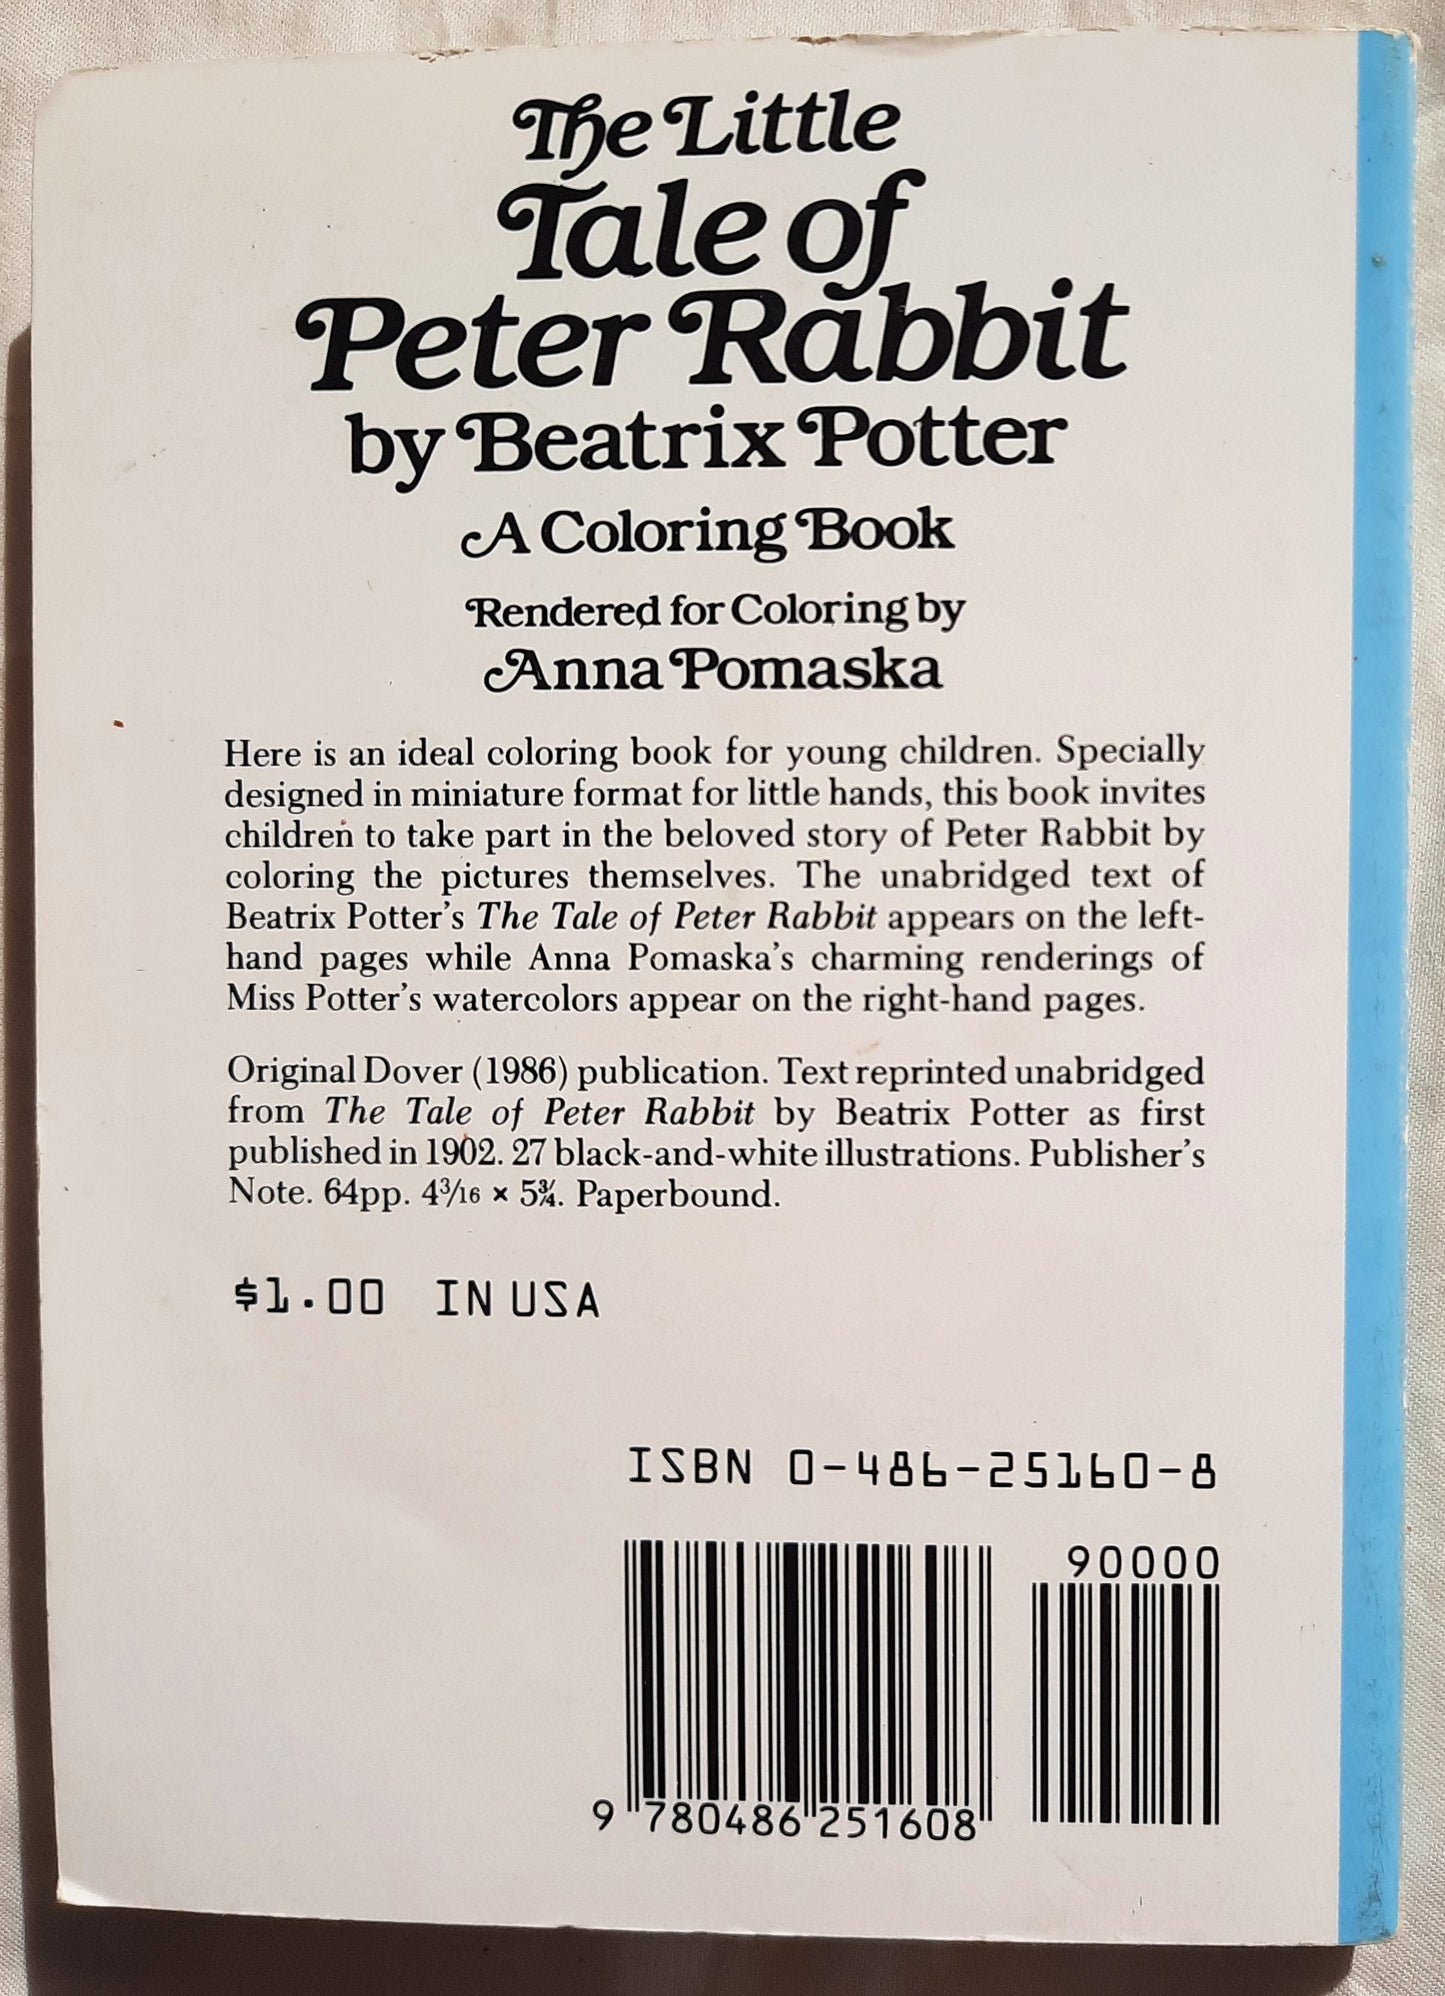 The Little
Tale of
Peter Rabbit
by Beatrix Potter
A Coloring Book
Rendered for Coloring by
Anna Pomaska
Here is an ideal coloring book for young children. Specially
designed in miniature format for little hands, this book invites
children to take part in the beloved story of Peter Rabbit by
coloring the pictures themselves. The unabridged text of
Beatrix Potter's The Tale of Peter Rabbit appears on the left-
hand pages while Anna Pomaska's charming renderings of
Miss Potter's watercolors appear on the right-hand pages.
Original Dover (1986) publication. Text reprinted unabridged
from The Tale of Peter Rabbit by Beatrix Potter as first
published in 1902. 27 black-and-white illustrations. Publisher's
Note. 64pp. 4³⁄₁₆ × 5¾. Paperbound.
$1.00 IN USA
ISBN 0-486-25160-8
90000
9 780486 251608